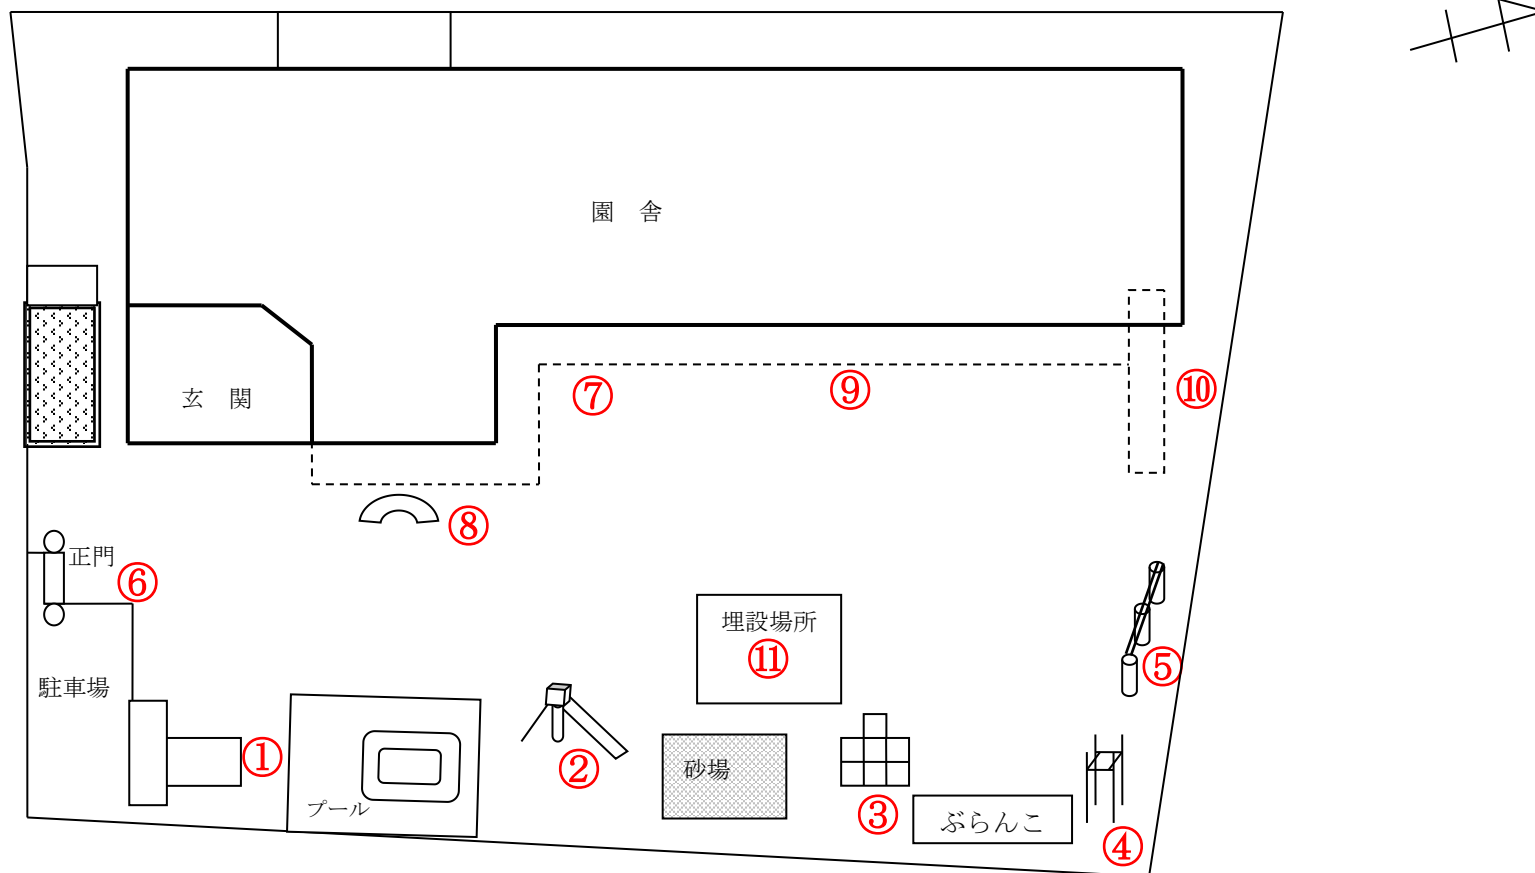 園 舎
玄 関
⑦
⑨
⑩
⑧
正門
⑥
埋設場所
⑪
⑤
駐車場
①
②
砂場
プール
③
ぶらんこ
④